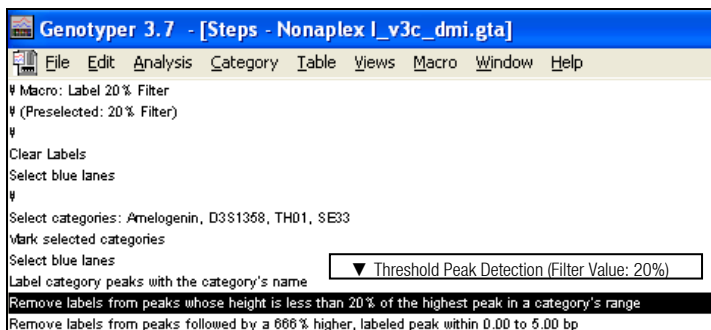 Genotyper 3.7 - [Steps - Nonaplex I_v3c_dmi.gta]
File Edit Analysis Category Table Views Macro Window Help
# Macro: Label 20% Filter
# (Preselected: 20% Filter)
#
Clear Labels
Select blue lanes
#
Select categories: Amelogenin, D3S1358, TH01, SE33
Mark selected categories
Select blue lanes
▼ Threshold Peak Detection (Filter Value: 20%)
Label category peaks with the category's name
Remove labels from peaks whose height is less than 20% of the highest peak in a category's range
Remove labels from peaks followed by a 666% higher, labeled peak within 0.00 to 5.00 bp